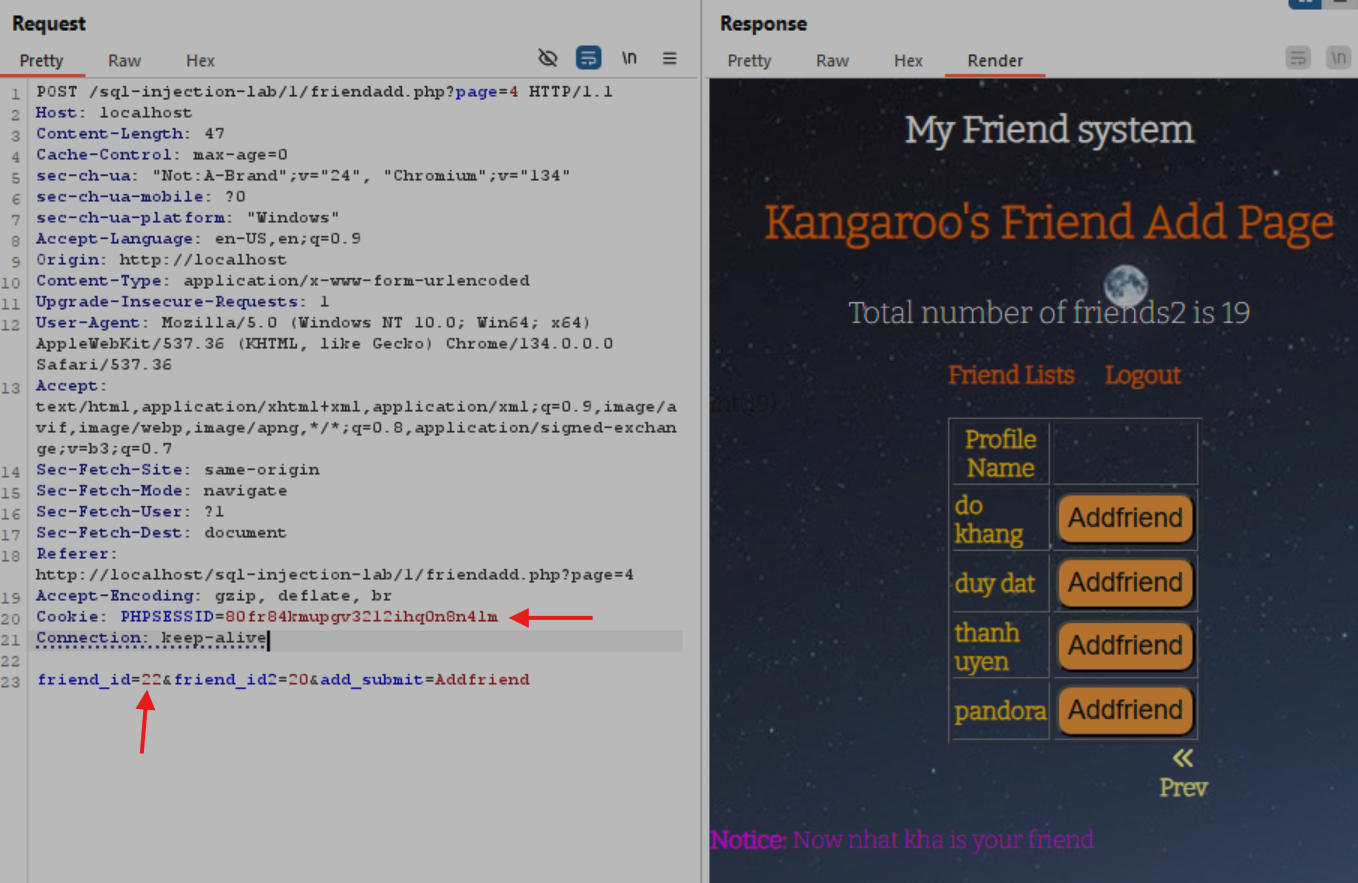 Request
Pretty Raw Hex \n
1 POST /sql-injection-lab/1/friendadd.php?page=4 HTTP/1.1
2 Host: localhost
3 Content-Length: 47
4 Cache-Control: max-age=0
5 sec-ch-ua: "Not:A-Brand";v="24", "Chromium";v="134"
6 sec-ch-ua-mobile: ?0
7 sec-ch-ua-platform: "Windows"
8 Accept-Language: en-US,en;q=0.9
9 Origin: http://localhost
10 Content-Type: application/x-www-form-urlencoded
11 Upgrade-Insecure-Requests: 1
12 User-Agent: Mozilla/5.0 (Windows NT 10.0; Win64; x64)
AppleWebKit/537.36 (KHTML, like Gecko) Chrome/134.0.0.0
Safari/537.36
13 Accept:
text/html,application/xhtml+xml,application/xml;q=0.9,image/a
vif,image/webp,image/apng,*/*;q=0.8,application/signed-exchan
ge;v=b3;q=0.7
14 Sec-Fetch-Site: same-origin
15 Sec-Fetch-Mode: navigate
16 Sec-Fetch-User: ?1
17 Sec-Fetch-Dest: document
18 Referer:
http://localhost/sql-injection-lab/1/friendadd.php?page=4
19 Accept-Encoding: gzip, deflate, br
20 Cookie: PHPSESSID=80fr84kmupgv3212ihq0n8n4lm
21 Connection: keep-alive
22
23 friend_id=22&friend_id2=20&add_submit=Addfriend
Response
Pretty Raw Hex Render \n
My Friend system
Kangaroo's Friend Add Page
Total number of friends2 is 19
Friend Lists Logout
int(19)
Profile
Name
do
khang Addfriend
duy dat Addfriend
thanh
uyen Addfriend
pandora Addfriend
«
Prev
Notice: Now nhat kha is your friend